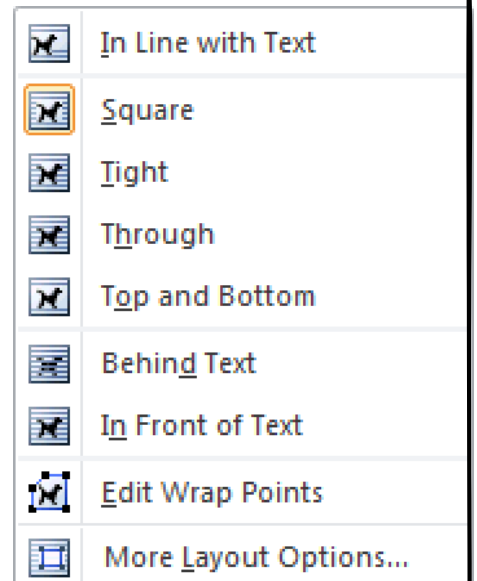 In Line with Text
Square
Tight
Through
Top and Bottom
Behind Text
In Front of Text
Edit Wrap Points
More Layout Options...